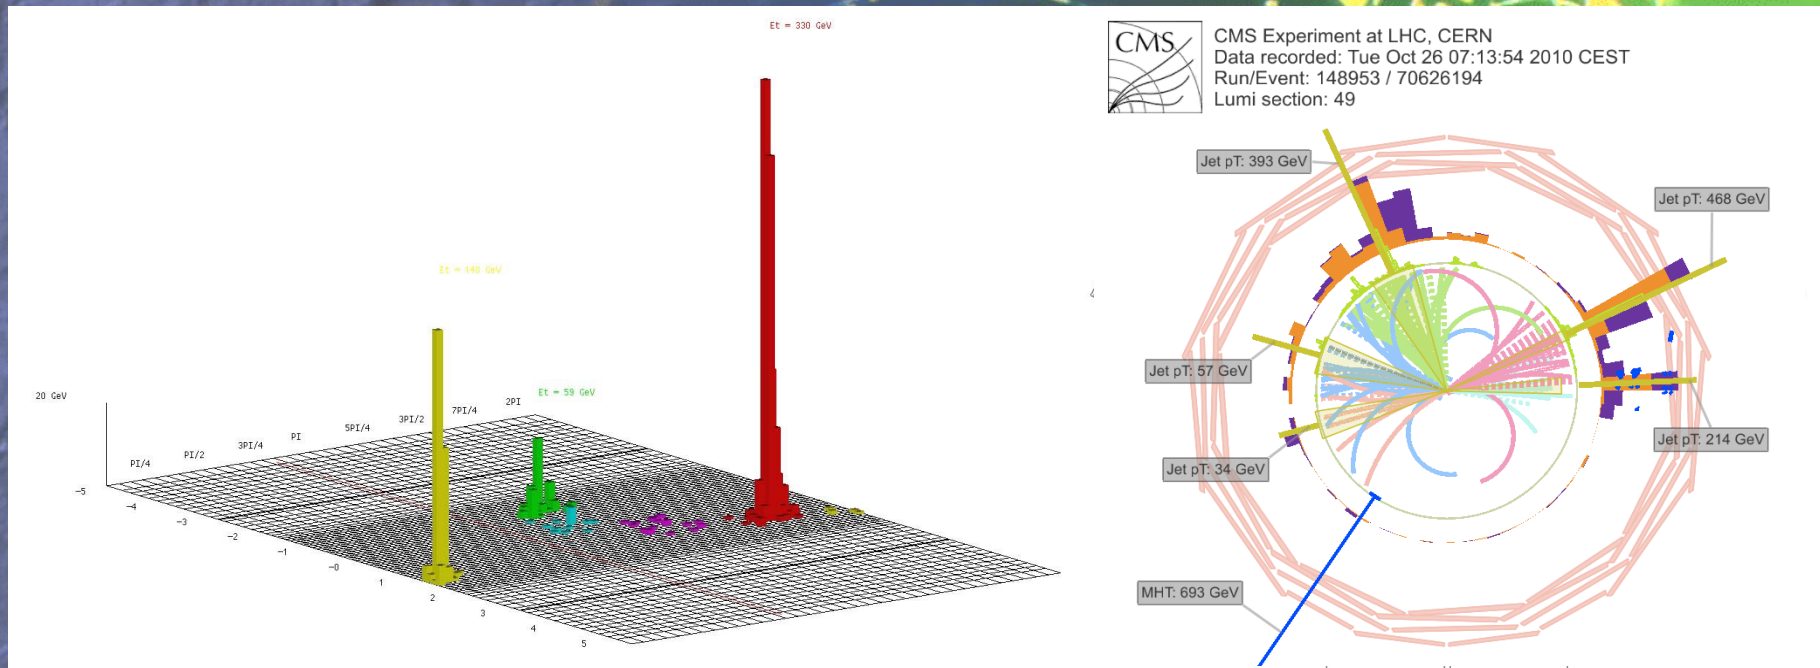 Et = 330 GeV
Et = 140 GeV
Et = 59 GeV
20 GeV
PI/4
PI/2
3PI/4
PI
5PI/4
3PI/2
7PI/4
2PI
-5
-4
-3
-2
-1
-0
1
2
3
4
5
CMS
CMS Experiment at LHC, CERN
Data recorded: Tue Oct 26 07:13:54 2010 CEST
Run/Event: 148953 / 70626194
Lumi section: 49
Jet pT: 393 GeV
Jet pT: 468 GeV
Jet pT: 57 GeV
Jet pT: 214 GeV
Jet pT: 34 GeV
MHT: 693 GeV